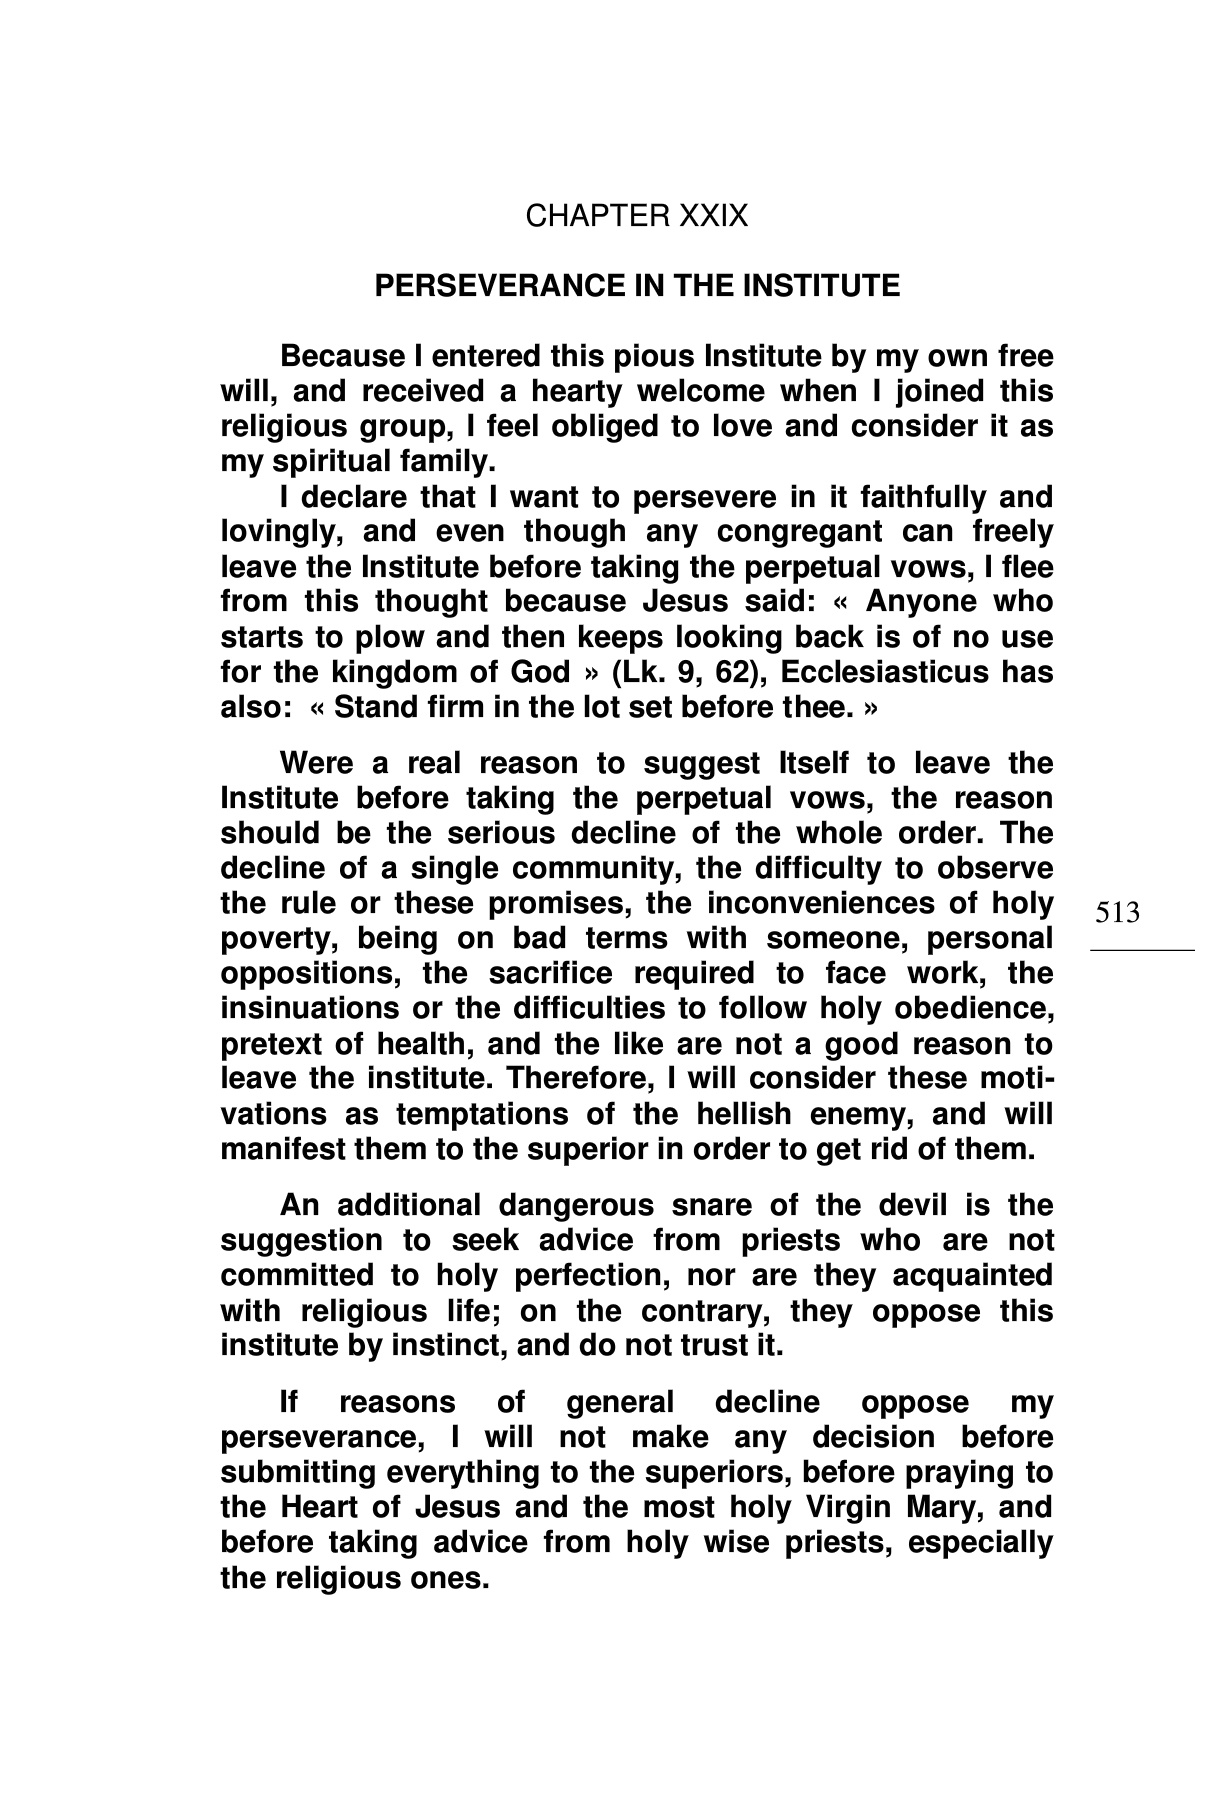 CHAPTER XXIX
PERSEVERANCE IN THE INSTITUTE
Because I entered this pious Institute by my own free
will, and received a hearty welcome when I joined this
religious group, I feel obliged to love and consider it as
my spiritual family.
I declare that I want to persevere in it faithfully and
lovingly, and even though any congregant can freely
leave the Institute before taking the perpetual vows, I flee
from this thought because Jesus said: « Anyone who
starts to plow and then keeps looking back is of no use
for the kingdom of God » (Lk. 9, 62), Ecclesiasticus has
also: « Stand firm in the lot set before thee. »
Were a real reason to suggest Itself to leave the
Institute before taking the perpetual vows, the reason
should be the serious decline of the whole order. The
decline of a single community, the difficulty to observe
the rule or these promises, the inconveniences of holy
poverty, being on bad terms with someone, personal
oppositions, the sacrifice required to face work, the
insinuations or the difficulties to follow holy obedience,
pretext of health, and the like are not a good reason to
leave the institute. Therefore, I will consider these moti-
vations as temptations of the hellish enemy, and will
manifest them to the superior in order to get rid of them.
An additional dangerous snare of the devil is the
suggestion to seek advice from priests who are not
committed to holy perfection, nor are they acquainted
with religious life; on the contrary, they oppose this
institute by instinct, and do not trust it.
If reasons of general decline oppose my
perseverance, I will not make any decision before
submitting everything to the superiors, before praying to
the Heart of Jesus and the most holy Virgin Mary, and
before taking advice from holy wise priests, especially
the religious ones.
513